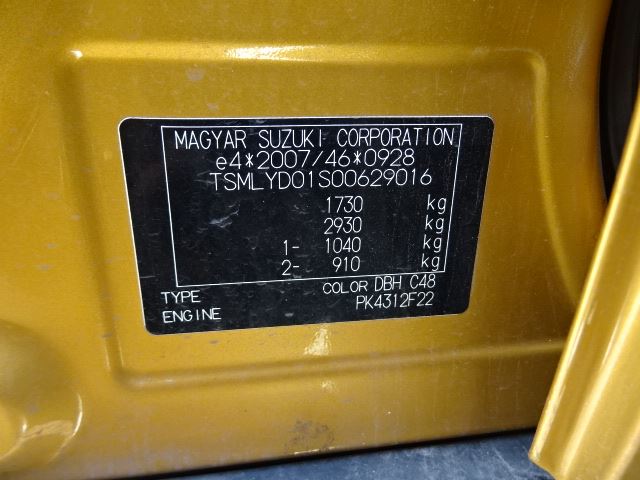 MAGYAR SUZUKI CORPORATION
e4*2007/46*0928
TSMLYD01S00629016
1730 kg
2930 kg
1- 1040 kg
2- 910 kg
TYPE COLOR DBH C48
ENGINE PK4312F22